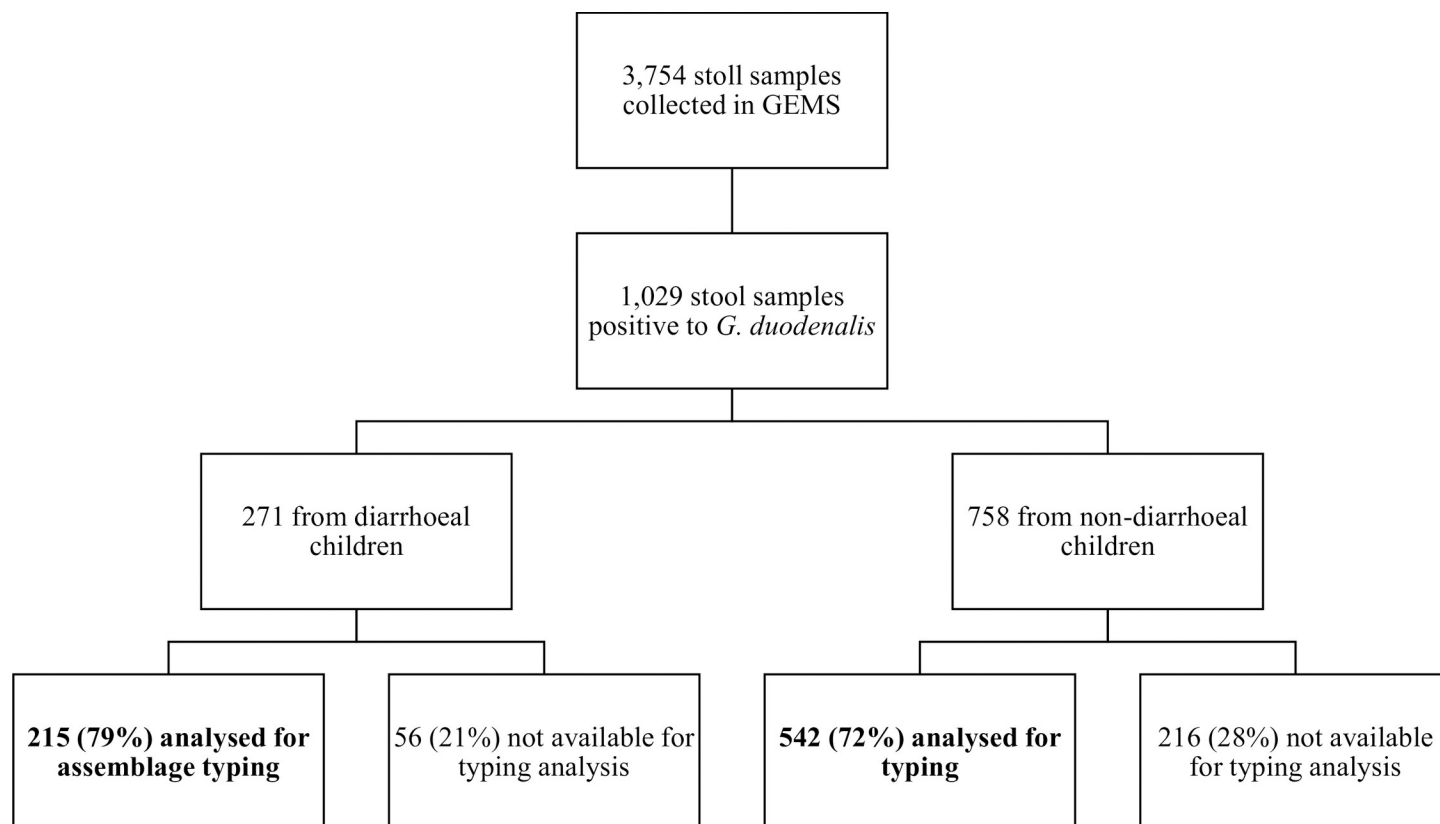 3,754 stoll samples
collected in GEMS
1,029 stool samples
positive to G. duodenalis
271 from diarrhoeal
children
758 from non-diarrhoeal
children
215 (79%) analysed for
assemblage typing
56 (21%) not available for
typing analysis
542 (72%) analysed for
typing
216 (28%) not available
for typing analysis